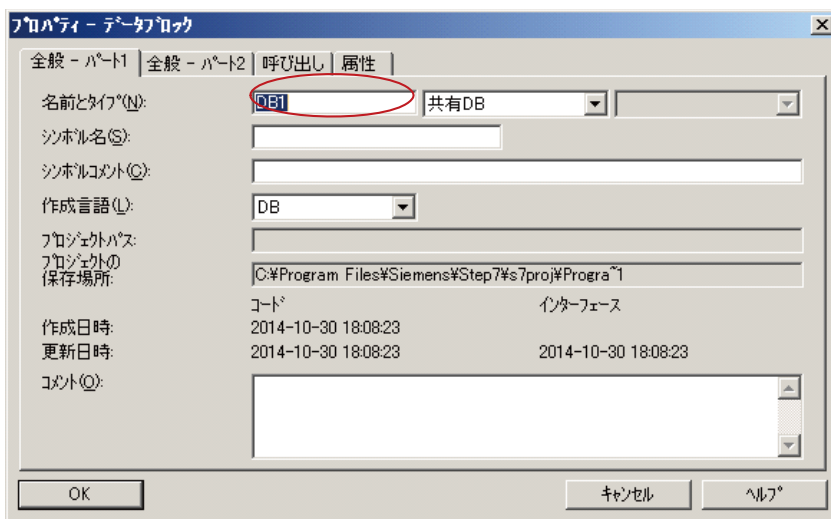 ﾌﾟﾛﾊﾟﾃｨ - ﾃﾞｰﾀﾌﾞﾛｯｸ
全般 - ﾊﾟｰﾄ1 全般 - ﾊﾟｰﾄ2 呼び出し 属性
名前とﾀｲﾌﾟ(N): DB1 共有DB
ｼﾝﾎﾞﾙ名(S):
ｼﾝﾎﾞﾙｺﾒﾝﾄ(C):
作成言語(L): DB
ﾌﾟﾛｼﾞｪｸﾄﾊﾟｽ:
ﾌﾟﾛｼﾞｪｸﾄの
保存場所: C:¥Program Files¥Siemens¥Step7¥s7proj¥Progra~1
ｺｰﾄﾞ ｲﾝﾀｰﾌｪｰｽ
作成日時: 2014-10-30 18:08:23
更新日時: 2014-10-30 18:08:23 2014-10-30 18:08:23
ｺﾒﾝﾄ(O):
OK ｷｬﾝｾﾙ ﾍﾙﾌﾟ